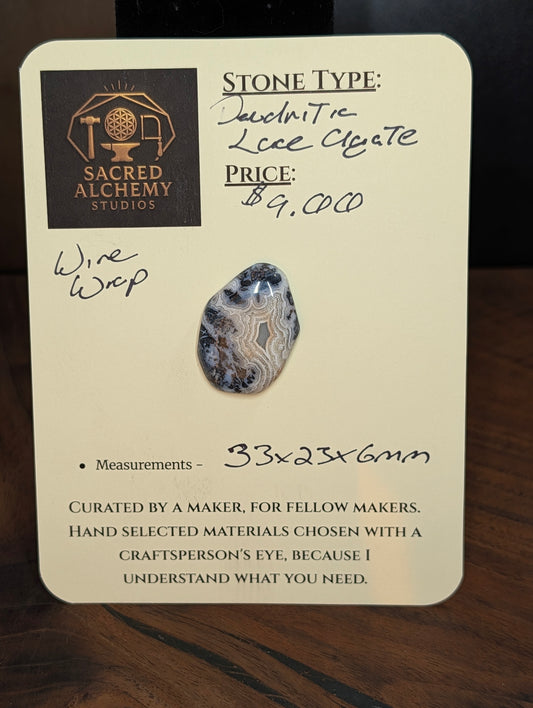 SACRED
ALCHEMY
STUDIOS
STONE TYPE:
Dendritic
Lace Agate
PRICE:
$9.00
Wire
Wrap
• Measurements - 33x23x6mm
CURATED BY A MAKER, FOR FELLOW MAKERS.
HAND SELECTED MATERIALS CHOSEN WITH A
CRAFTSPERSON'S EYE, BECAUSE I
UNDERSTAND WHAT YOU NEED.